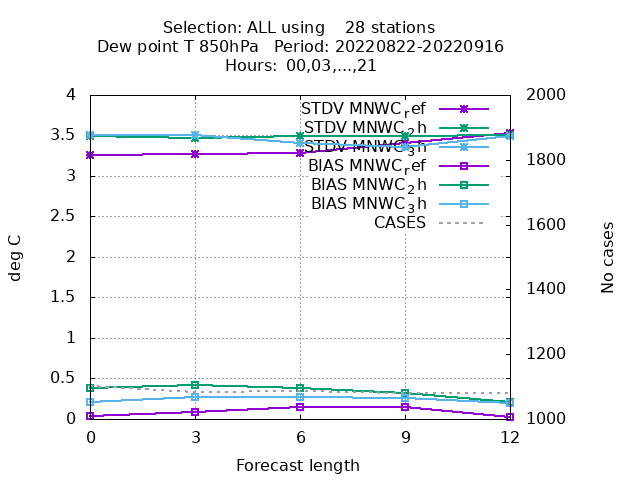 Selection: ALL using    28 stations
Dew point T 850hPa   Period: 20220822-20220916
Hours: 00,03,...,21
4
3.5
3
2.5
2
1.5
1
0.5
0
2000
1800
1600
1400
1200
1000
deg C
No cases
STDV MNWC_ref
STDV MNWC_2h
STDV MNWC_3h
BIAS MNWC_ref
BIAS MNWC_2h
BIAS MNWC_3h
CASES
0 3 6 9 12
Forecast length